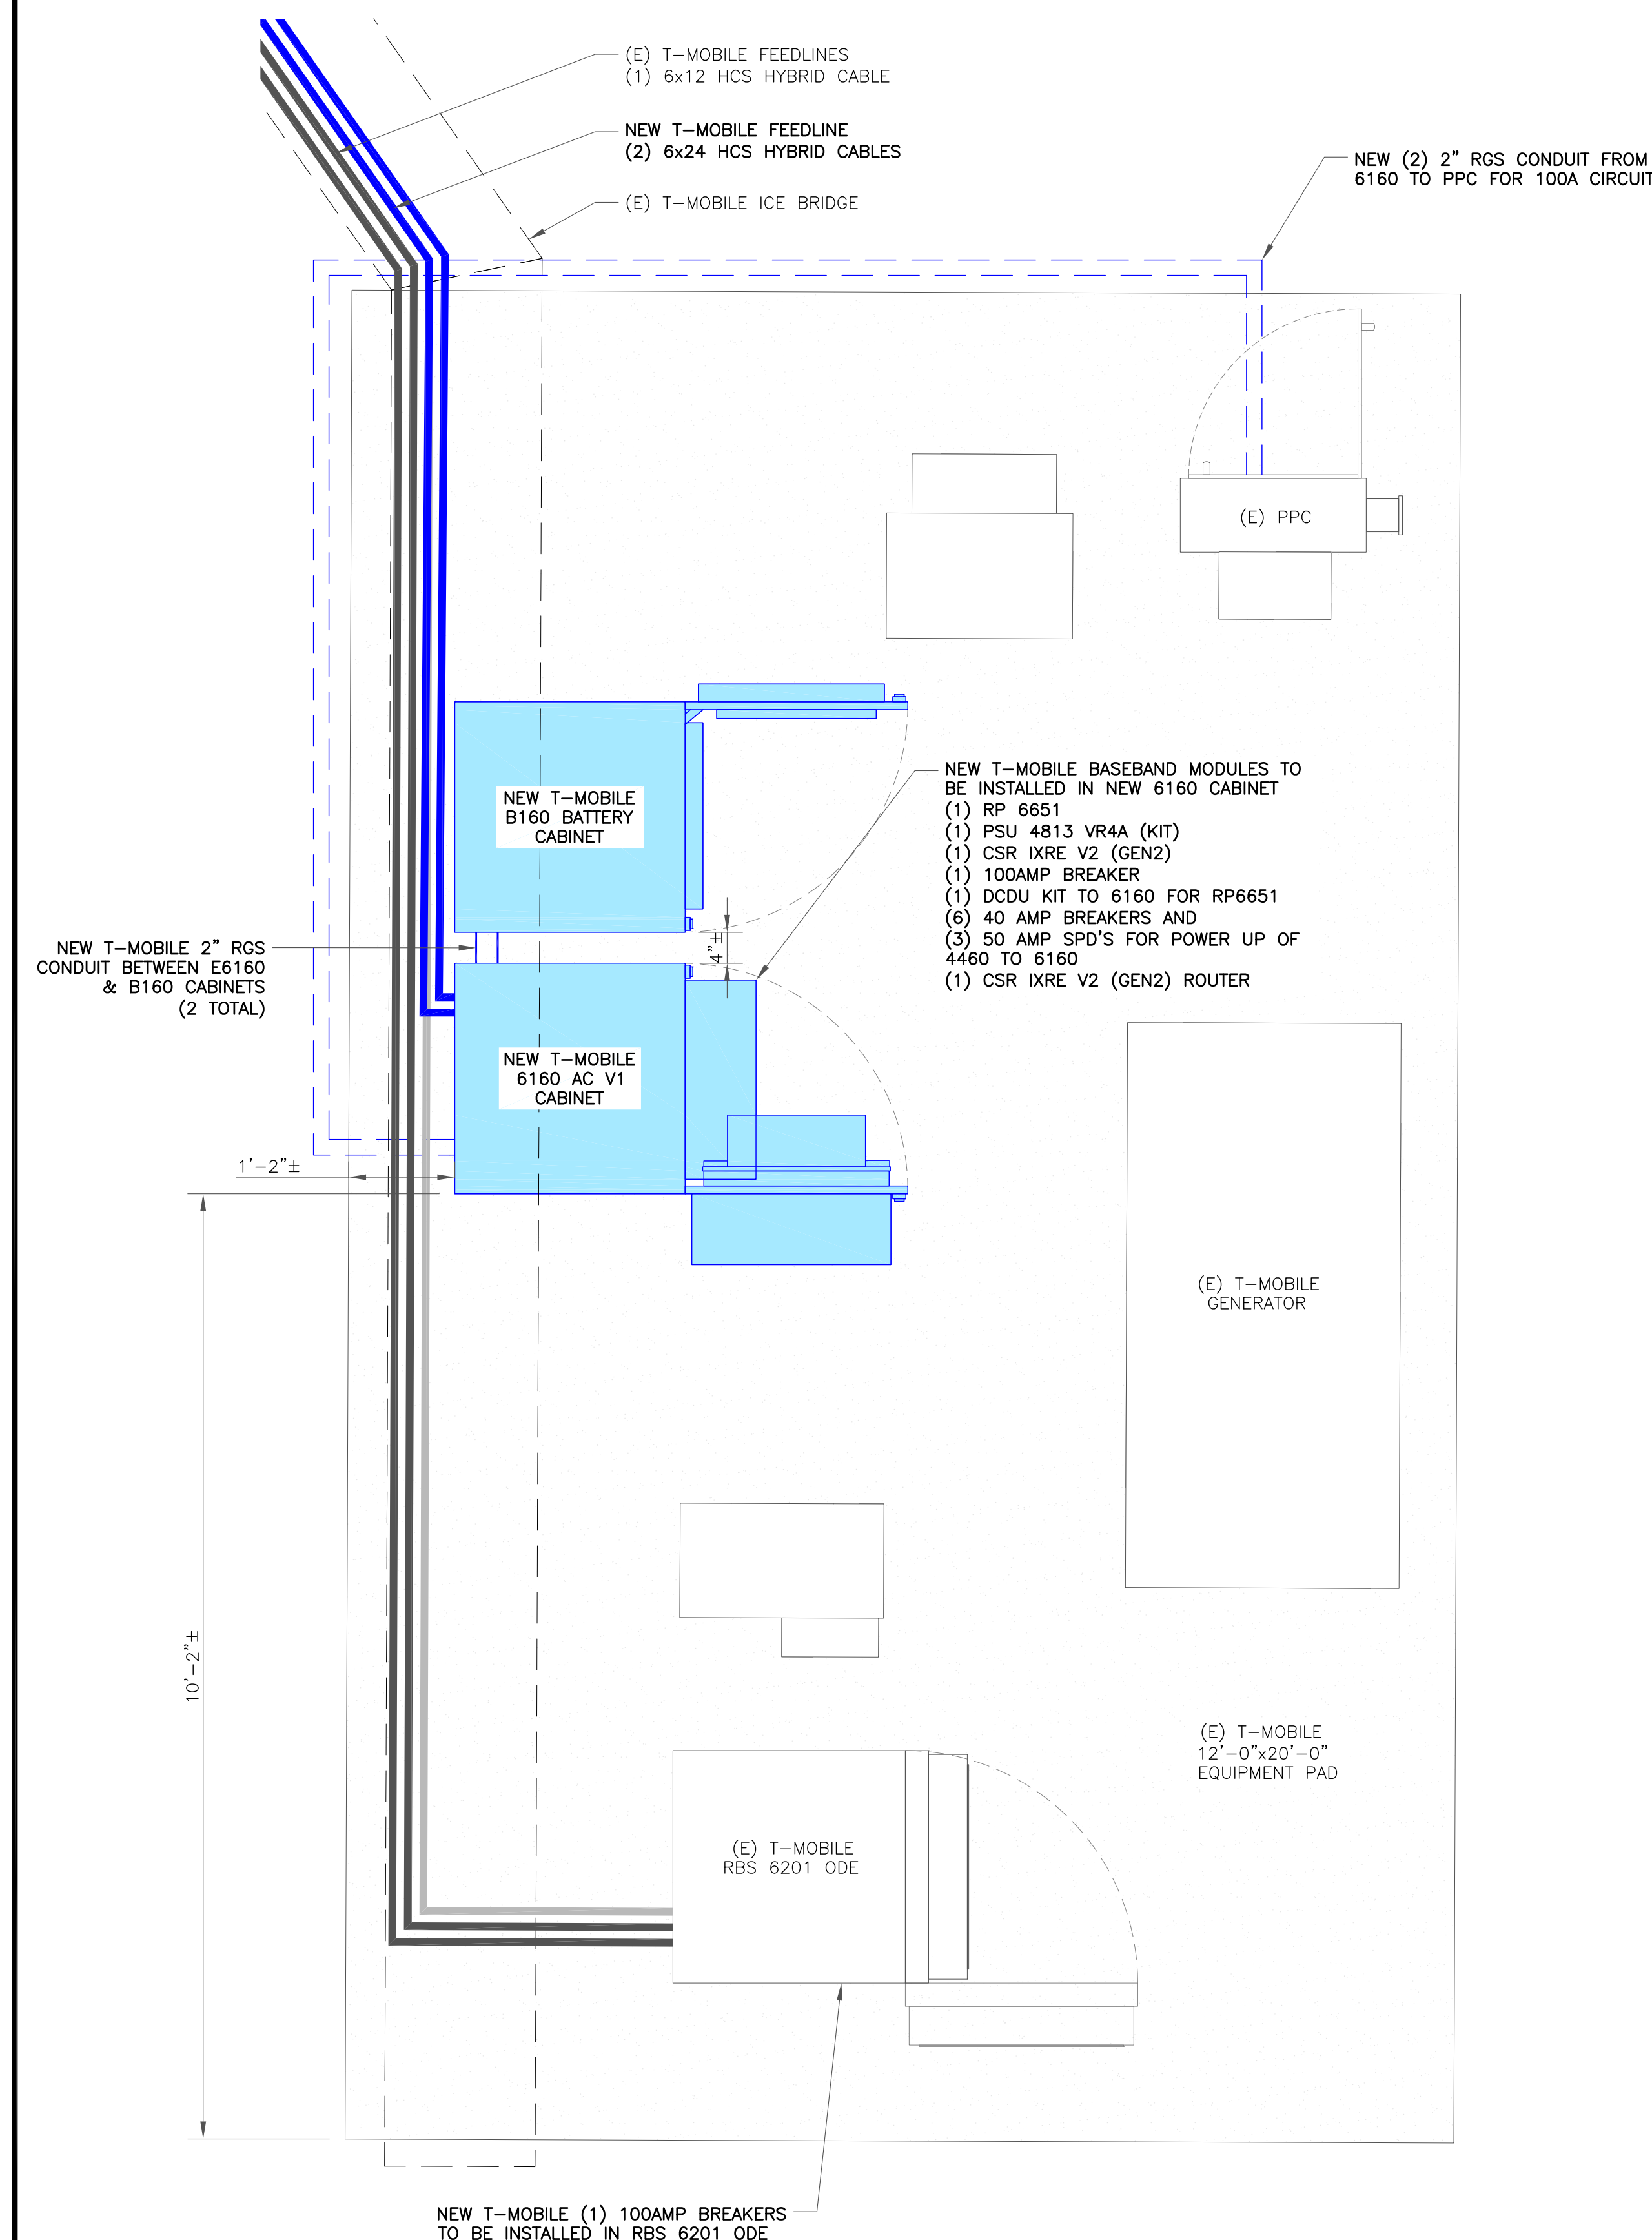 (E) T-MOBILE FEEDLINES
(1) 6x12 HCS HYBRID CABLE
NEW T-MOBILE FEEDLINE
(2) 6x24 HCS HYBRID CABLES
(E) T-MOBILE ICE BRIDGE
NEW (2) 2" RGS CONDUIT FROM
6160 TO PPC FOR 100A CIRCUIT
(E) PPC
NEW T-MOBILE
B160 BATTERY
CABINET
NEW T-MOBILE BASEBAND MODULES TO
BE INSTALLED IN NEW 6160 CABINET
(1) RP 6651
(1) PSU 4813 VR4A (KIT)
(1) CSR IXRE V2 (GEN2)
(1) 100AMP BREAKER
(1) DCDU KIT TO 6160 FOR RP6651
(6) 40 AMP BREAKERS AND
(3) 50 AMP SPD'S FOR POWER UP OF
4460 TO 6160
(1) CSR IXRE V2 (GEN2) ROUTER
4"±
NEW T-MOBILE 2" RGS
CONDUIT BETWEEN E6160
& B160 CABINETS
(2 TOTAL)
NEW T-MOBILE
6160 AC V1
CABINET
1'-2"±
(E) T-MOBILE
GENERATOR
10'-2"±
(E) T-MOBILE
12'-0"x20'-0"
EQUIPMENT PAD
(E) T-MOBILE
RBS 6201 ODE
NEW T-MOBILE (1) 100AMP BREAKERS
TO BE INSTALLED IN RBS 6201 ODE